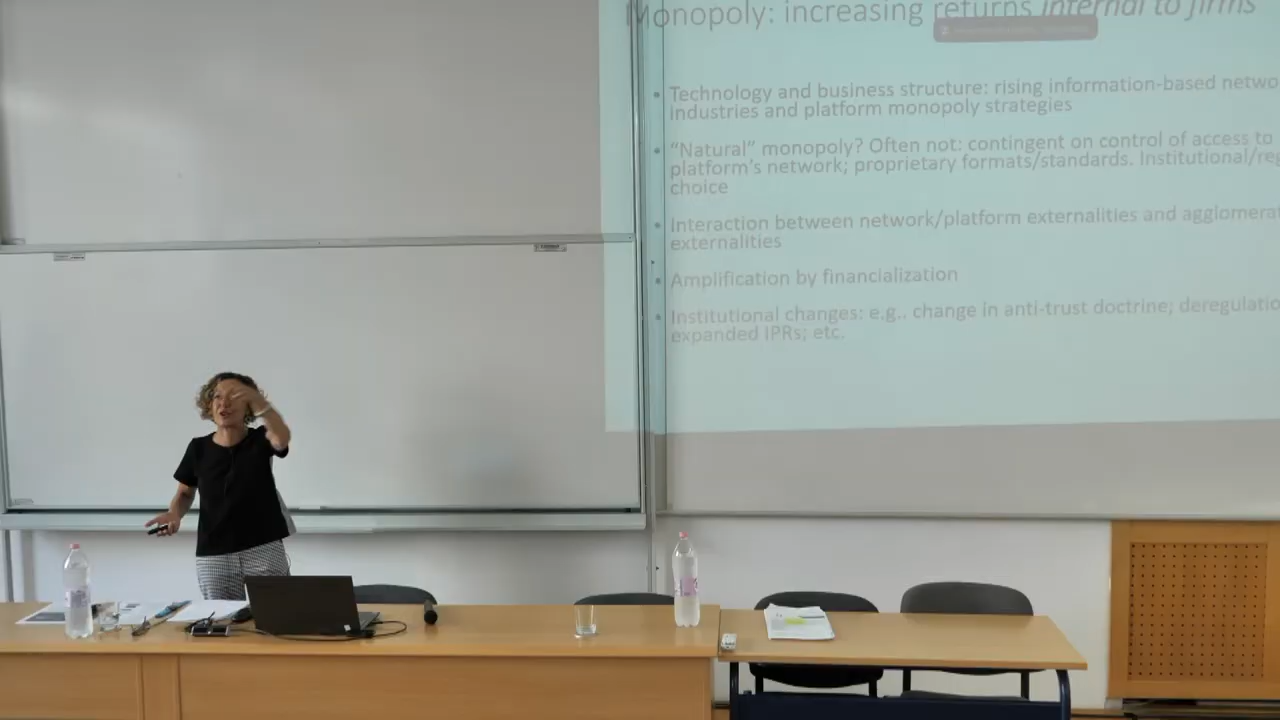 Monopoly: increasing returns internal to firms
• Technology and business structure: rising information-based netwo
industries and platform monopoly strategies
• “Natural” monopoly? Often not: contingent on control of access to
platform’s network; proprietary formats/standards. Institutional/reg
choice
• Interaction between network/platform externalities and agglomerat
externalities
• Amplification by financialization
• Institutional changes: e.g., change in anti-trust doctrine; deregulatio
expanded IPRs; etc.